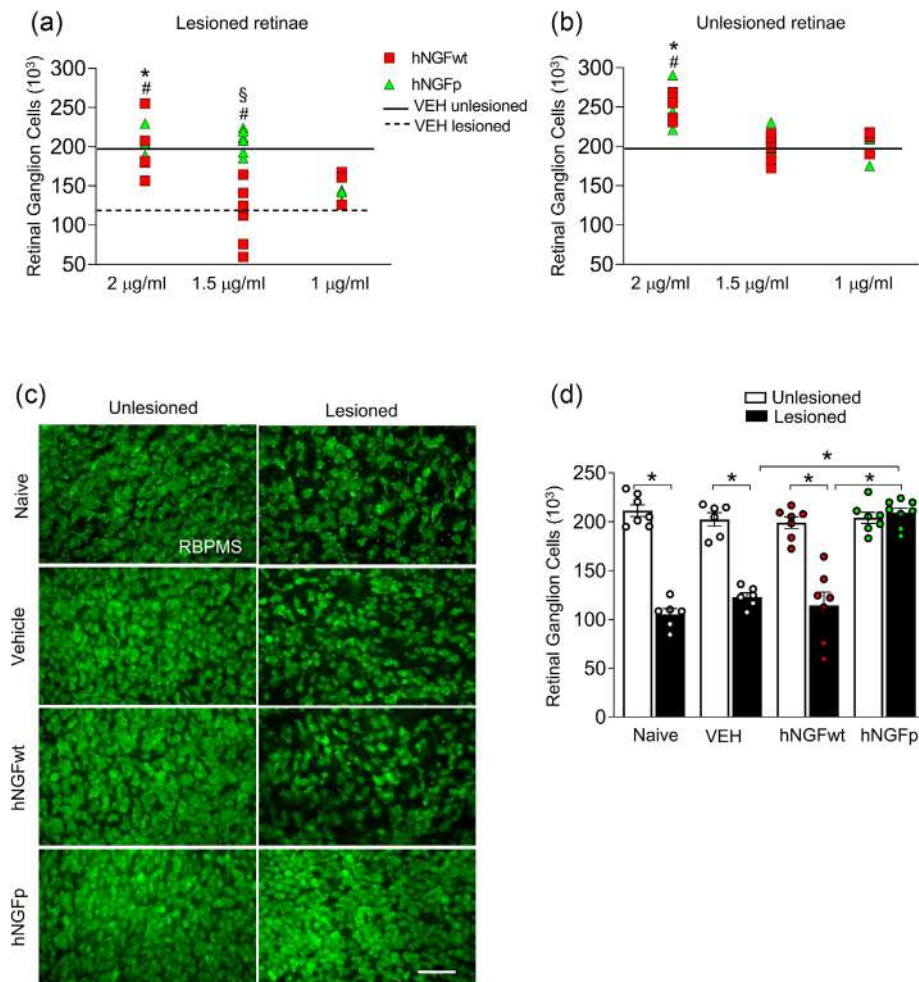 (a)
Lesioned retinae
Retinal Ganglion Cells (10³)
300
250
200
150
100
50
*
#
§
#
2 μg/ml
1.5 μg/ml
1 μg/ml
hNGFwt
hNGFp
VEH unlesioned
VEH lesioned
(b)
Unlesioned retinae
Retinal Ganglion Cells (10³)
300
250
200
150
100
50
*
#
2 μg/ml
1.5 μg/ml
1 μg/ml
(c)
Unlesioned
Lesioned
Naive
RBPMS
Vehicle
hNGFwt
hNGFp
(d)
Unlesioned
Lesioned
Retinal Ganglion Cells (10³)
250
200
150
100
50
0
*
* * * *
Naive
VEH
hNGFwt
hNGFp